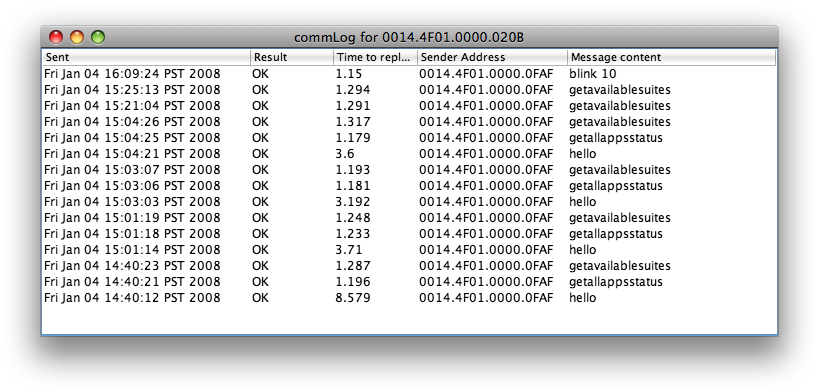 commLog for 0014.4F01.0000.020B
Sent Result Time to repl... Sender Address Message content
Fri Jan 04 16:09:24 PST 2008 OK 1.15 0014.4F01.0000.0FAF blink 10
Fri Jan 04 15:25:13 PST 2008 OK 1.294 0014.4F01.0000.0FAF getavailablesuites
Fri Jan 04 15:21:04 PST 2008 OK 1.291 0014.4F01.0000.0FAF getavailablesuites
Fri Jan 04 15:04:26 PST 2008 OK 1.317 0014.4F01.0000.0FAF getavailablesuites
Fri Jan 04 15:04:25 PST 2008 OK 1.179 0014.4F01.0000.0FAF getallappsstatus
Fri Jan 04 15:04:21 PST 2008 OK 3.6 0014.4F01.0000.0FAF hello
Fri Jan 04 15:03:07 PST 2008 OK 1.193 0014.4F01.0000.0FAF getavailablesuites
Fri Jan 04 15:03:06 PST 2008 OK 1.181 0014.4F01.0000.0FAF getallappsstatus
Fri Jan 04 15:03:03 PST 2008 OK 3.192 0014.4F01.0000.0FAF hello
Fri Jan 04 15:01:19 PST 2008 OK 1.248 0014.4F01.0000.0FAF getavailablesuites
Fri Jan 04 15:01:18 PST 2008 OK 1.233 0014.4F01.0000.0FAF getallappsstatus
Fri Jan 04 15:01:14 PST 2008 OK 3.71 0014.4F01.0000.0FAF hello
Fri Jan 04 14:40:23 PST 2008 OK 1.287 0014.4F01.0000.0FAF getavailablesuites
Fri Jan 04 14:40:21 PST 2008 OK 1.196 0014.4F01.0000.0FAF getallappsstatus
Fri Jan 04 14:40:12 PST 2008 OK 8.579 0014.4F01.0000.0FAF hello